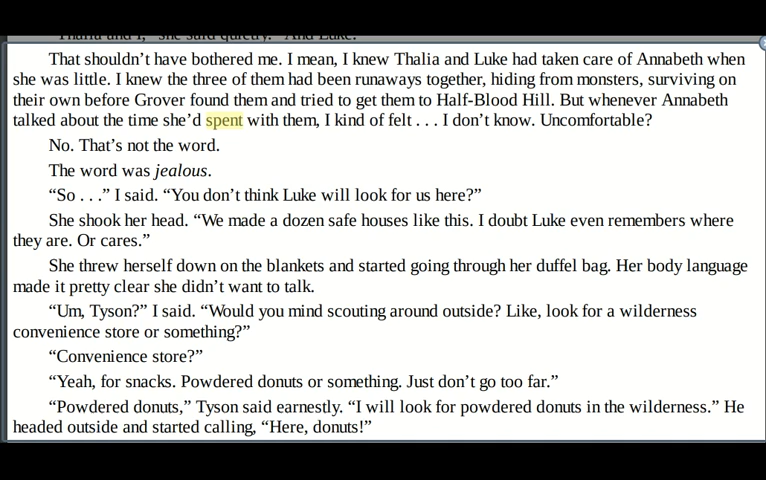 "Thalia and I," she said quietly. "And Luke."
That shouldn’t have bothered me. I mean, I knew Thalia and Luke had taken care of Annabeth when
she was little. I knew the three of them had been runaways together, hiding from monsters, surviving on
their own before Grover found them and tried to get them to Half-Blood Hill. But whenever Annabeth
talked about the time she’d spent with them, I kind of felt . . . I don’t know. Uncomfortable?
No. That’s not the word.
The word was jealous.
“So . . .” I said. “You don’t think Luke will look for us here?”
She shook her head. “We made a dozen safe houses like this. I doubt Luke even remembers where
they are. Or cares.”
She threw herself down on the blankets and started going through her duffel bag. Her body language
made it pretty clear she didn’t want to talk.
“Um, Tyson?” I said. “Would you mind scouting around outside? Like, look for a wilderness
convenience store or something?”
“Convenience store?”
“Yeah, for snacks. Powdered donuts or something. Just don’t go too far.”
“Powdered donuts,” Tyson said earnestly. “I will look for powdered donuts in the wilderness.” He
headed outside and started calling, “Here, donuts!”